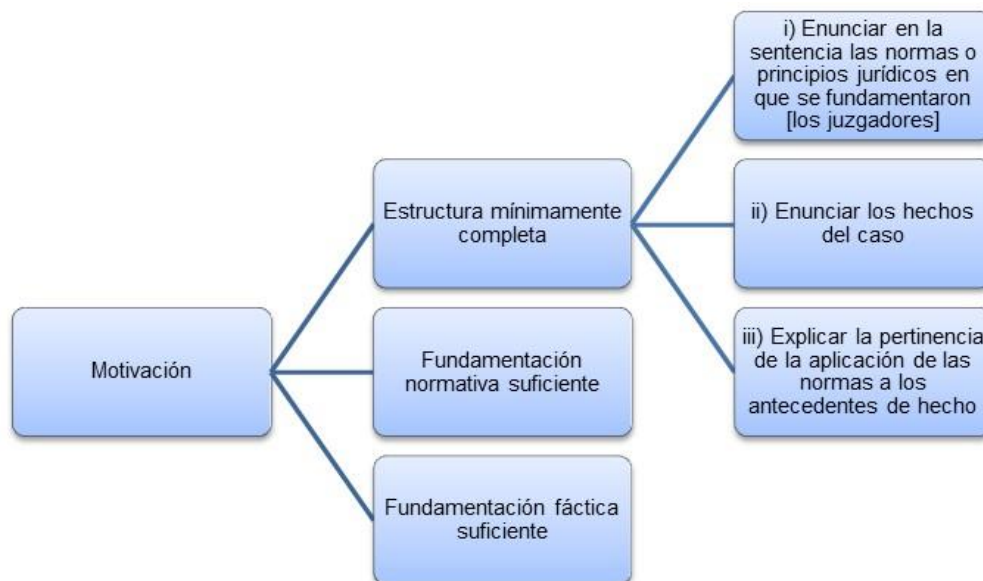 Motivación
Estructura mínimamente
completa
Fundamentación
normativa suficiente
Fundamentación fáctica
suficiente
i) Enunciar en la
sentencia las normas o
principios jurídicos en
que se fundamentaron
[los juzgadores]
ii) Enunciar los hechos
del caso
iii) Explicar la pertinencia
de la aplicación de las
normas a los
antecedentes de hecho